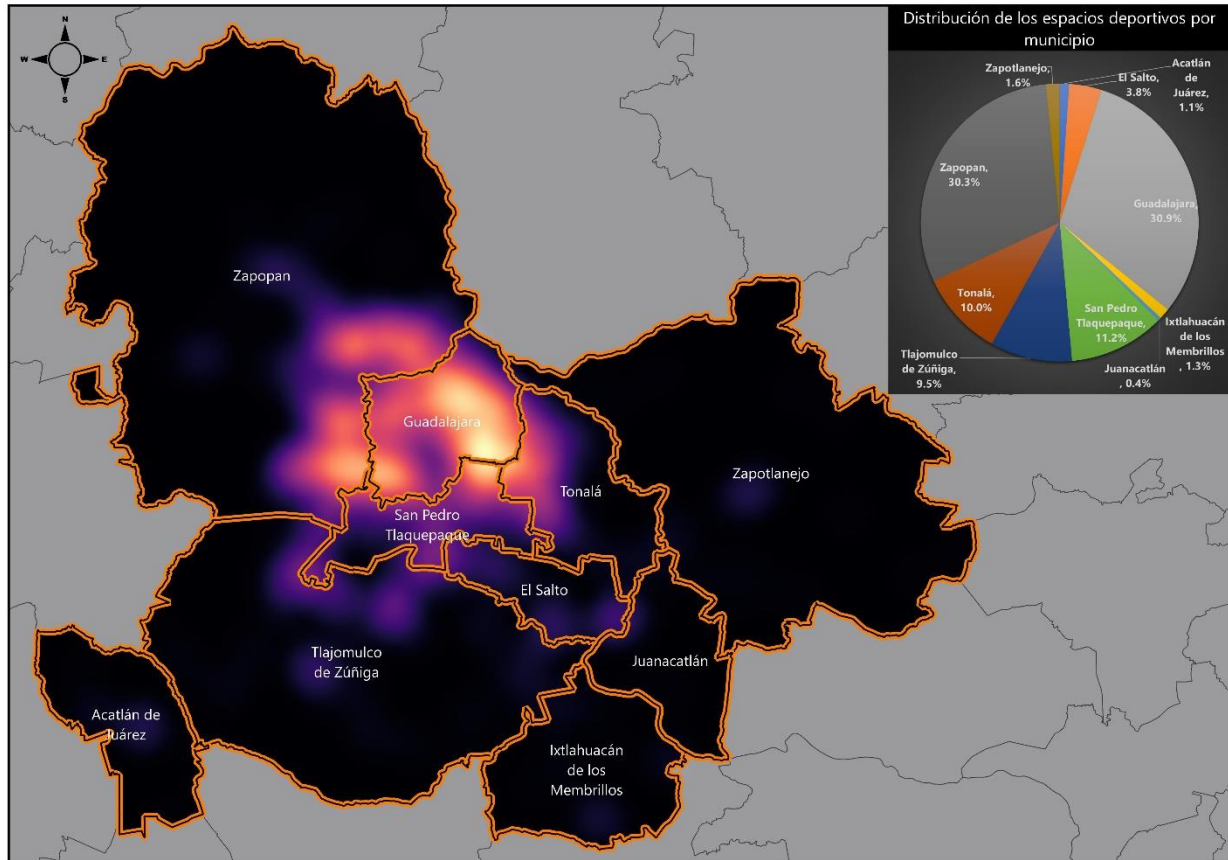 N
W
E
S
Distribución de los espacios deportivos por
municipio
Zapotlanejo,
1.6%
El Salto,
3.8%
Acatlán
de
Juárez,
1.1%
Zapopan,
30.3%
Guadalajara,
30.9%
Tonalá,
10.0%
San Pedro
Tlaquepaque,
11.2%
Ixtlahuacán
de los
Membrillos
, 1.3%
Tlajomulco
de Zúñiga,
9.5%
Juanacatlán
, 0.4%
Zapopan
Guadalajara
Zapotlanejo
Tonalá
San Pedro
Tlaquepaque
El Salto
Tlajomulco
de Zúñiga
Juanacatlán
Acatlán de
Juárez
Ixtlahuacán
de los
Membrillos